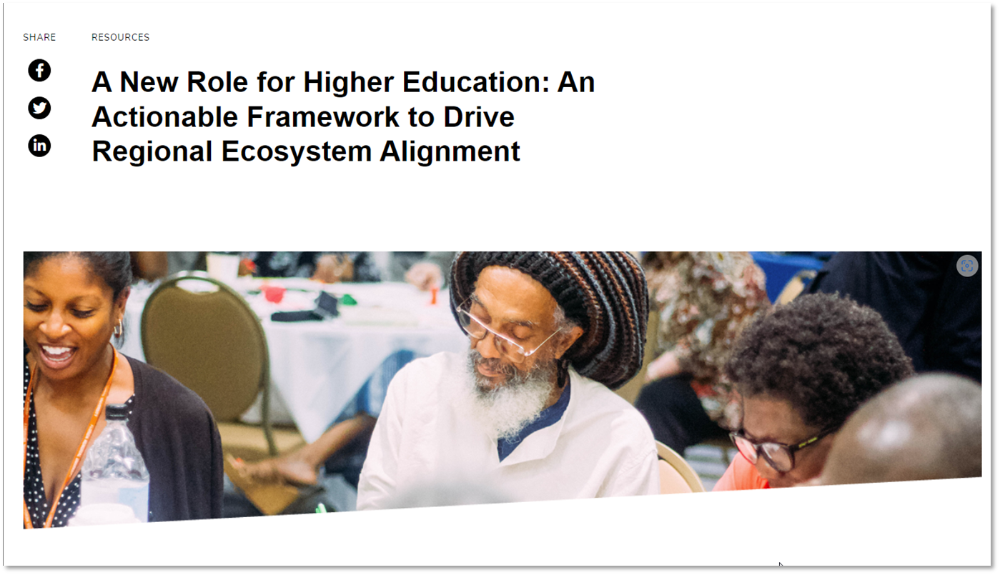 SHARE
RESOURCES
A New Role for Higher Education: An
Actionable Framework to Drive
Regional Ecosystem Alignment